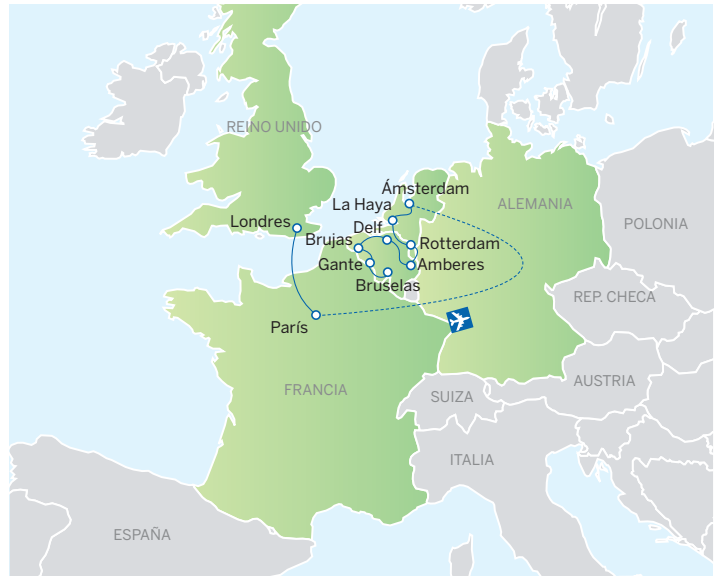 REINO UNIDO
Ámsterdam
La Haya
ALEMANIA
Londres
Delf
POLONIA
Brujas
Rotterdam
Gante
Amberes
Bruselas
REP. CHECA
París
AUSTRIA
FRANCIA
SUIZA
ITALIA
ESPAÑA